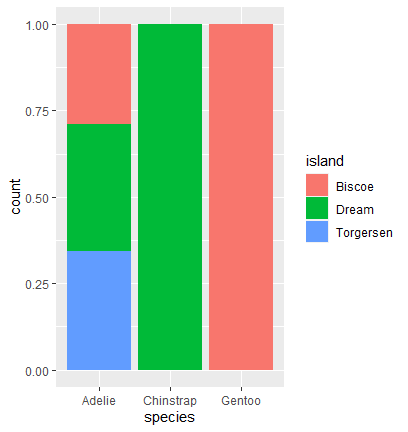 1.00
0.75
0.50
0.25
0.00
count
Adelie Chinstrap Gentoo
species
island
Biscoe
Dream
Torgersen